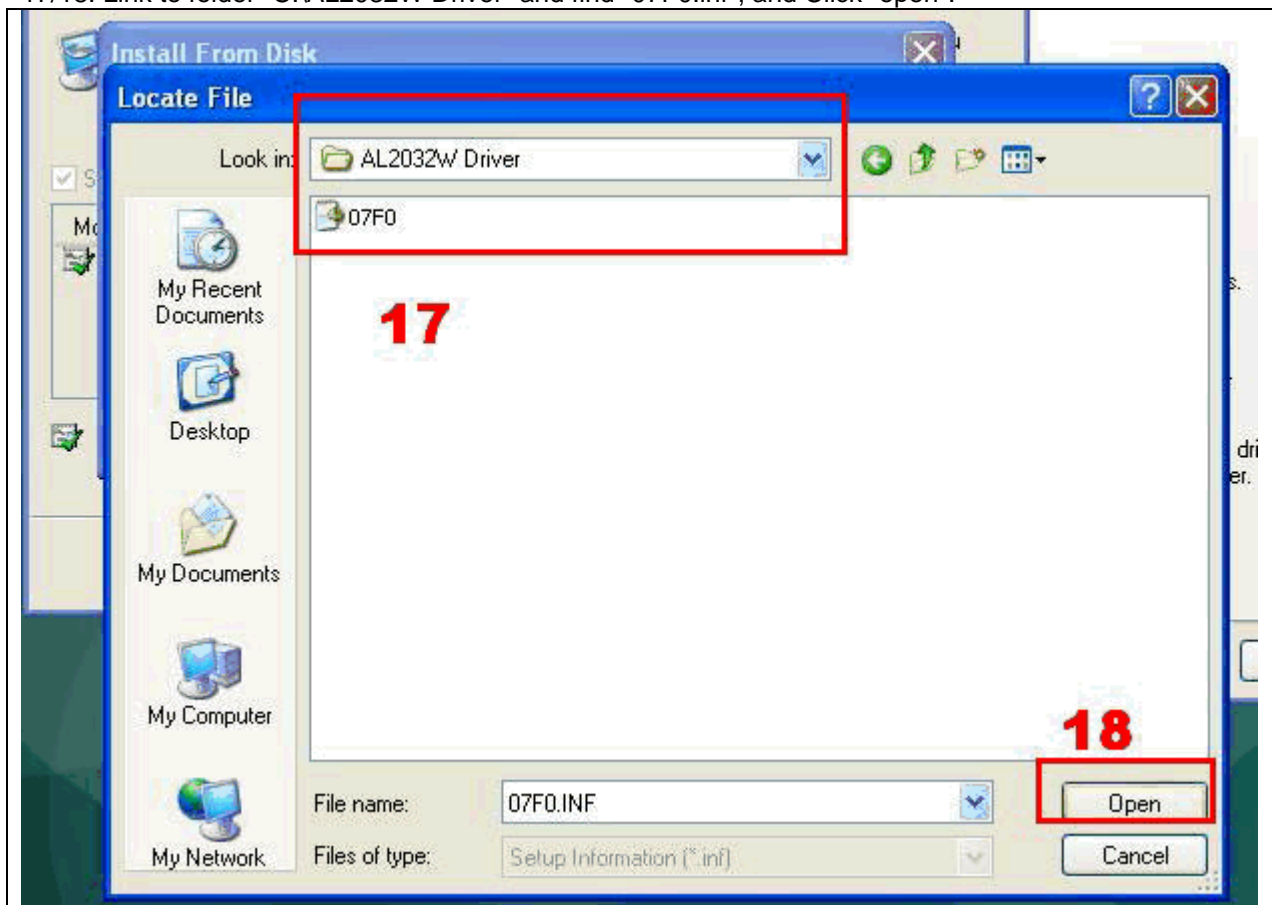 Install From Disk
Locate File
Look in:
AL2032W Driver
07F0
My Recent
Documents
17
Desktop
My Documents
My Computer
18
My Network
File name:
07F0.INF
Open
Files of type:
Setup Information (*.inf)
Cancel